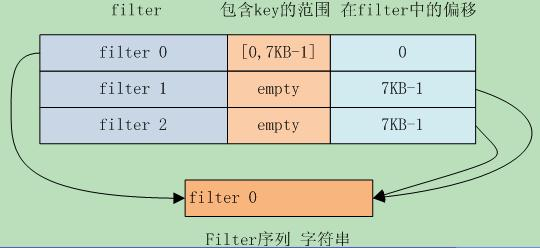 filter 包含key的范围 在filter中的偏移
filter 0 [0,7KB-1] 0
filter 1 empty 7KB-1
filter 2 empty 7KB-1
filter 0
Filter序列 字符串